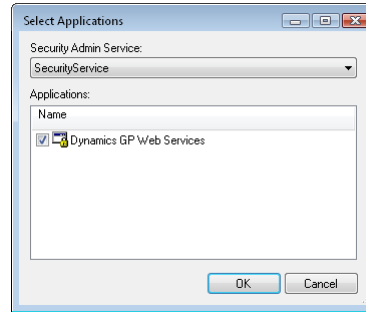 Select Applications
Security Admin Service:
SecurityService
Applications:
Name
Dynamics GP Web Services
OK Cancel